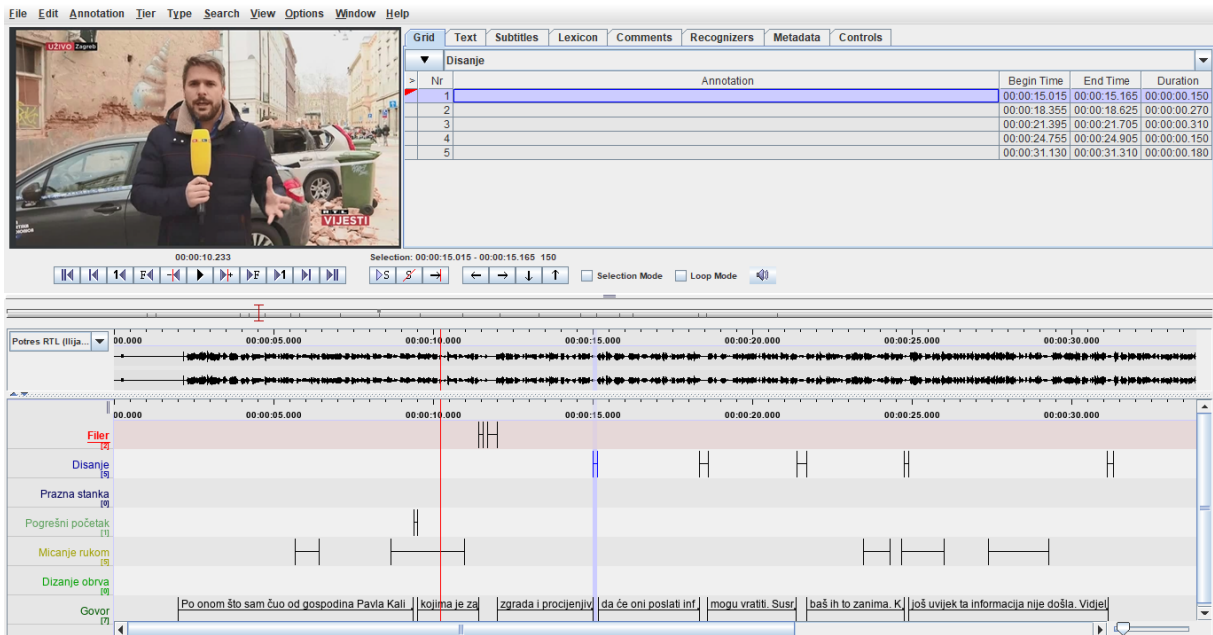 File Edit Annotation Tier Type Search View Options Window Help
UŽIVO Zagreb
RTL
VIJESTI
Grid Text Subtitles Lexicon Comments Recognizers Metadata Controls
▼ Disanje
> Nr Annotation Begin Time End Time Duration
1 00:00:15.015 00:00:15.165 00:00:00.150
2 00:00:18.355 00:00:18.625 00:00:00.270
3 00:00:21.395 00:00:21.705 00:00:00.310
4 00:00:24.755 00:00:24.905 00:00:00.150
5 00:00:31.130 00:00:31.310 00:00:00.180
00:00:10.233 Selection: 00:00:15.015 - 00:00:15.165 150
1 F + F 1 S S Selection Mode Loop Mode
Potres RTL (Ilija... 00.000 00:00:05.000 00:00:10.000 00:00:15.000 00:00:20.000 00:00:25.000 00:00:30.000
00.000 00:00:05.000 00:00:10.000 00:00:15.000 00:00:20.000 00:00:25.000 00:00:30.000
Filer
[2]
Disanje
[5]
Prazna stanka
[0]
Pogrešni početak
[1]
Micanje rukom
[5]
Dizanje obrva
[0]
Govor Po onom što sam čuo od gospodina Pavla Kali kojima je za zgrada i procijenjiv da će oni poslati inf mogu vratiti. Susr baš ih to zanima. K još uvijek ta informacija nije došla. Vidjel
[7]